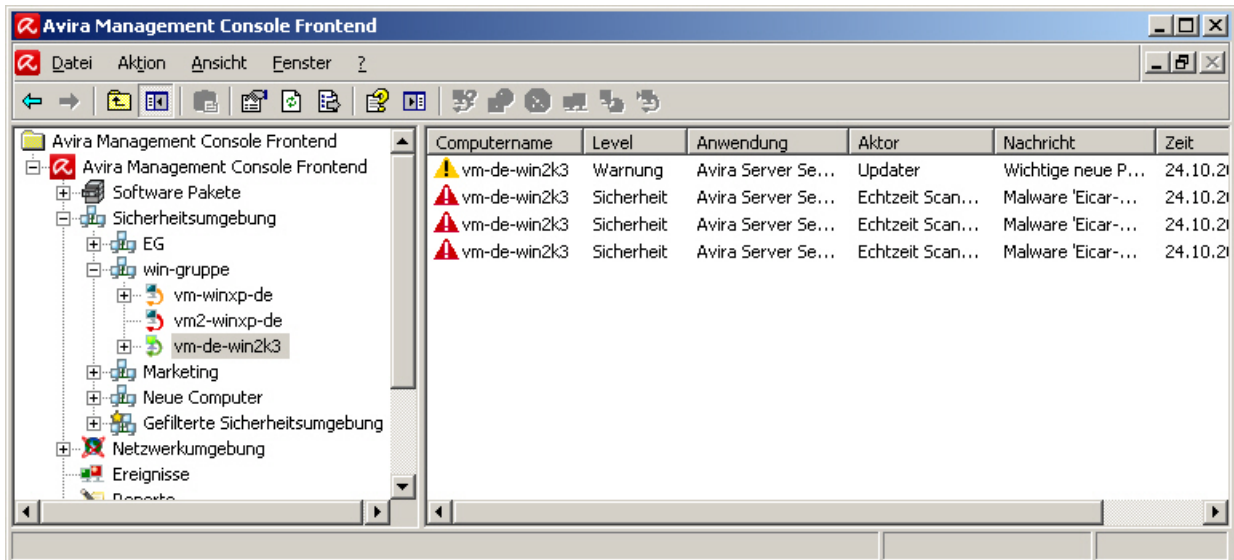 Avira Management Console Frontend
Datei Aktion Ansicht Fenster ?
Avira Management Console Frontend
Avira Management Console Frontend
Software Pakete
Sicherheitsumgebung
EG
win-gruppe
vm-winxp-de
vm2-winxp-de
vm-de-win2k3
Marketing
Neue Computer
Gefilterte Sicherheitsumgebung
Netzwerkumgebung
Ereignisse
Reporte
Computername Level Anwendung Aktor Nachricht Zeit
vm-de-win2k3 Warnung Avira Server Se... Updater Wichtige neue P... 24.10.20
vm-de-win2k3 Sicherheit Avira Server Se... Echtzeit Scan... Malware 'Eicar-... 24.10.20
vm-de-win2k3 Sicherheit Avira Server Se... Echtzeit Scan... Malware 'Eicar-... 24.10.20
vm-de-win2k3 Sicherheit Avira Server Se... Echtzeit Scan... Malware 'Eicar-... 24.10.20